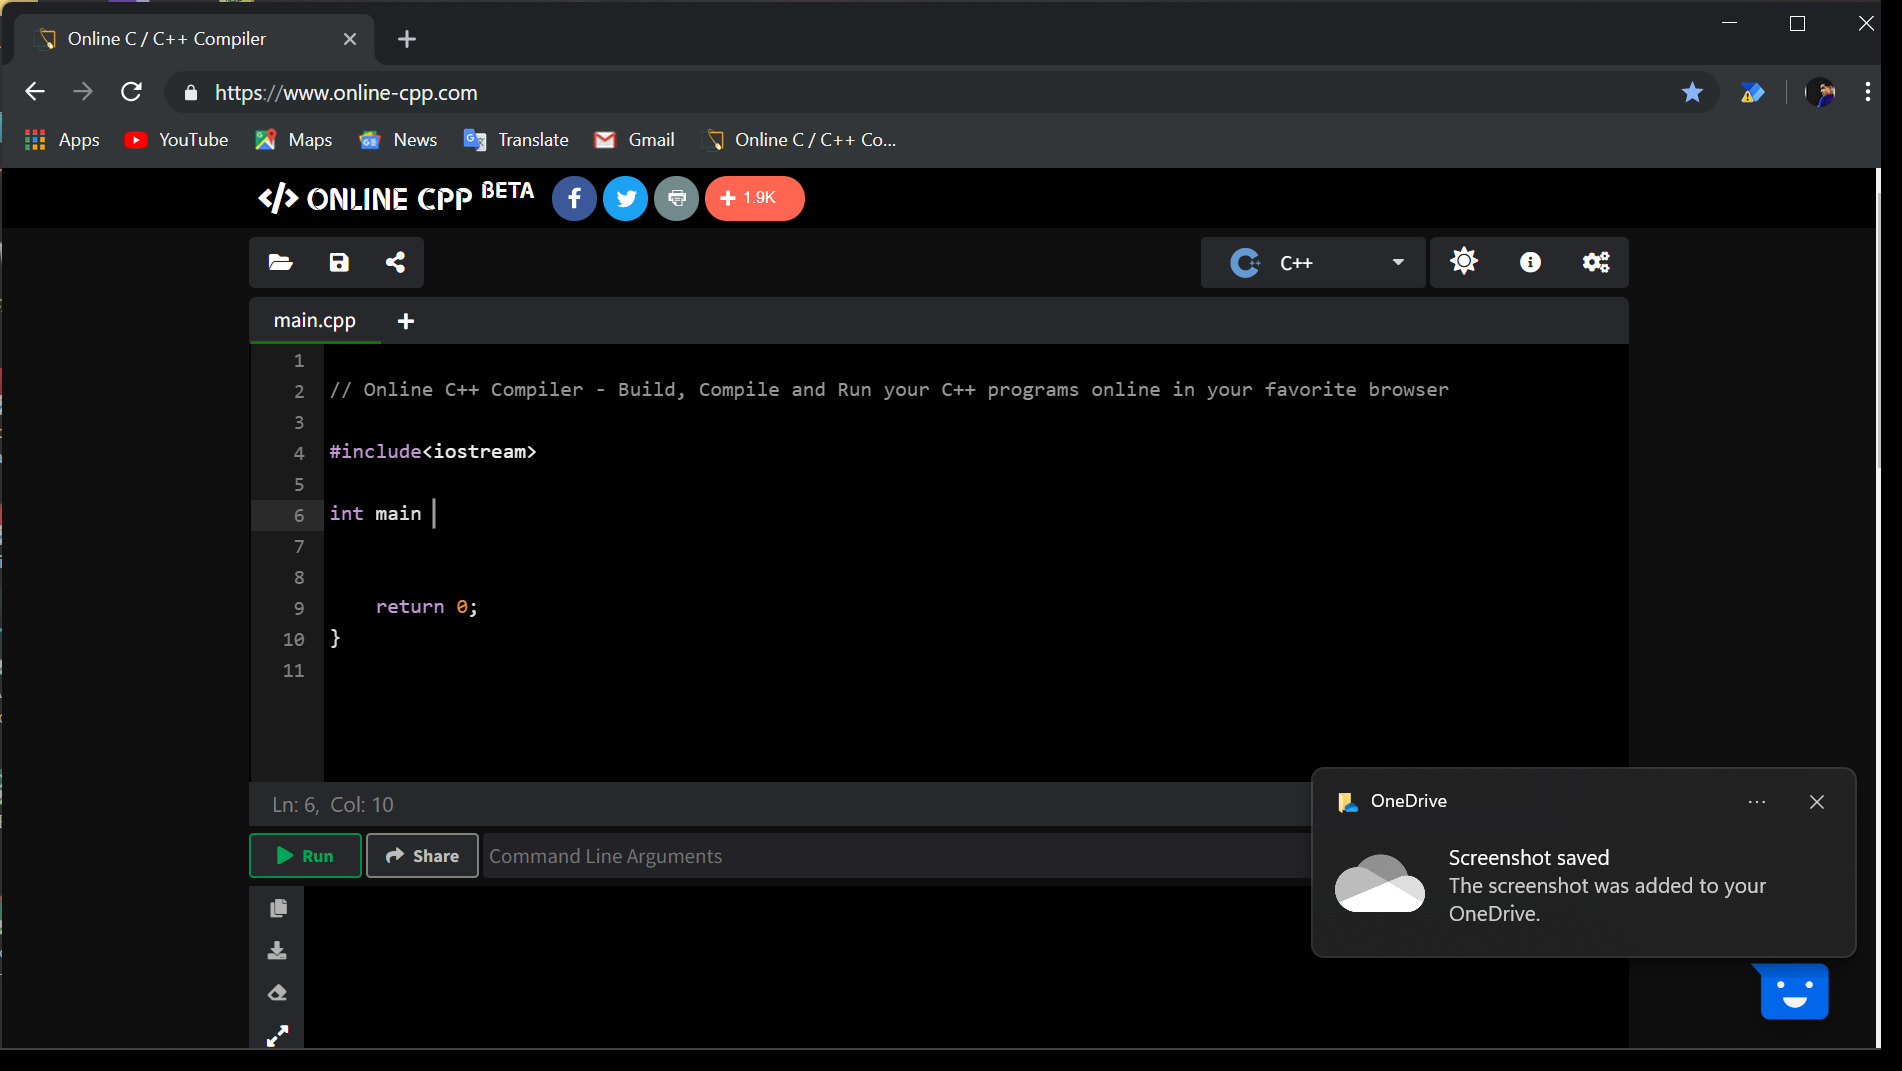 Online C / C++ Compiler
https://www.online-cpp.com
Apps YouTube Maps News Translate Gmail Online C / C++ Co...
</> ONLINE CPP BETA f + 1.9K
C++
main.cpp +
1
2 // Online C++ Compiler - Build, Compile and Run your C++ programs online in your favorite browser
3
4 #include<iostream>
5
6 int main
7
8
9 return 0;
10 }
11
Ln: 6, Col: 10
Run Share Command Line Arguments
OneDrive
Screenshot saved
The screenshot was added to your
OneDrive.